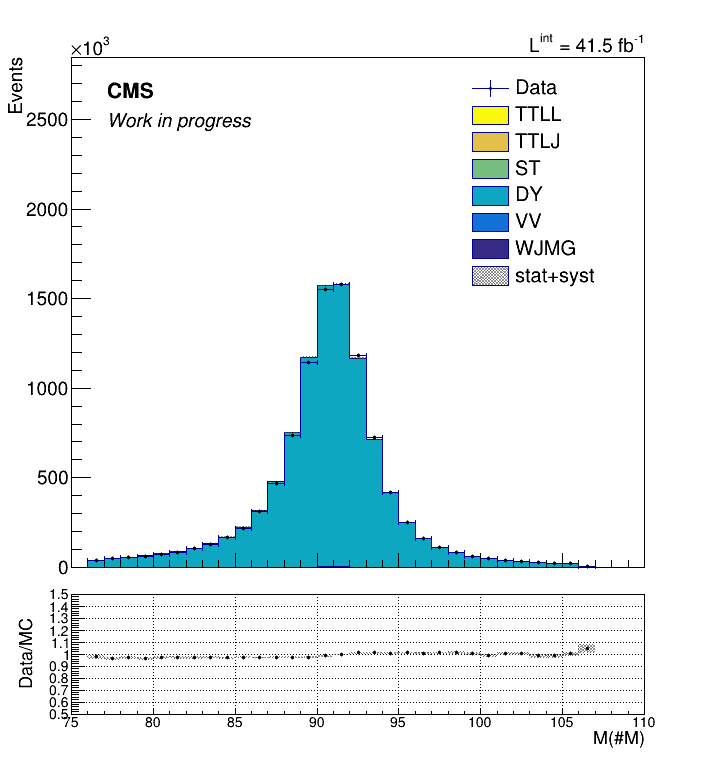 ×10³
L^int = 41.5 fb⁻¹
Events
CMS
Work in progress
Data
TTLL
TTLJ
ST
DY
VV
WJMG
stat+syst
2500
2000
1500
1000
500
0
Data/MC
1.5
1.4
1.3
1.2
1.1
1
0.9
0.8
0.7
0.6
0.5
75 80 85 90 95 100 105 110
M(#M)